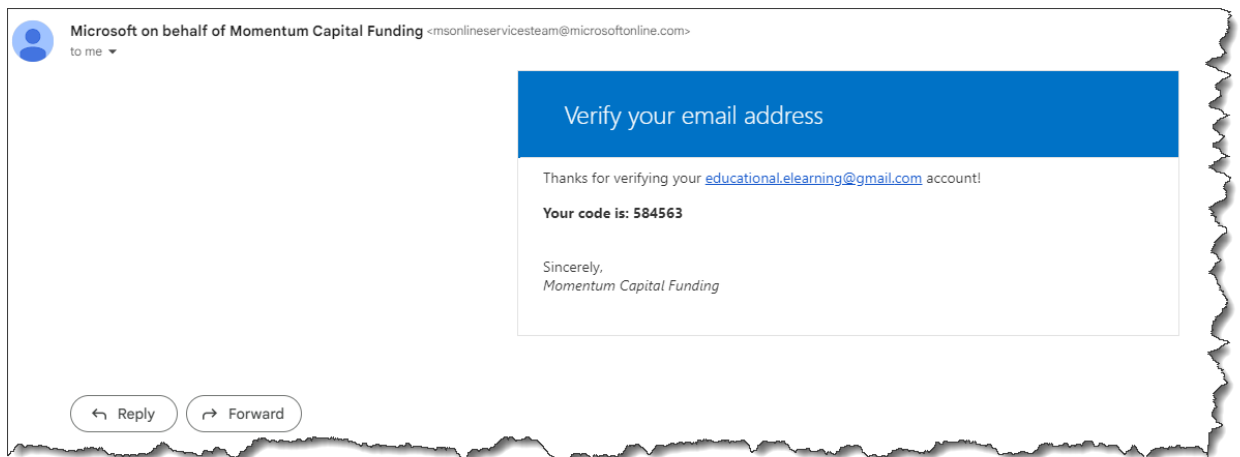 Microsoft on behalf of Momentum Capital Funding <msonlineservicesteam@microsoftonline.com>
to me
Verify your email address
Thanks for verifying your educational.elearning@gmail.com account!
Your code is: 584563
Sincerely,
Momentum Capital Funding
Reply Forward